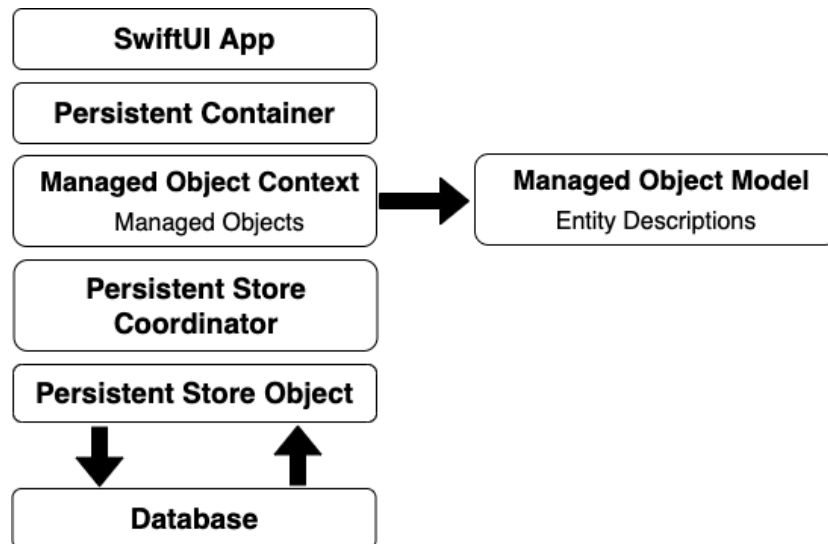 SwiftUI App
Persistent Container
Managed Object Context
Managed Objects
Managed Object Model
Entity Descriptions
Persistent Store
Coordinator
Persistent Store Object
Database